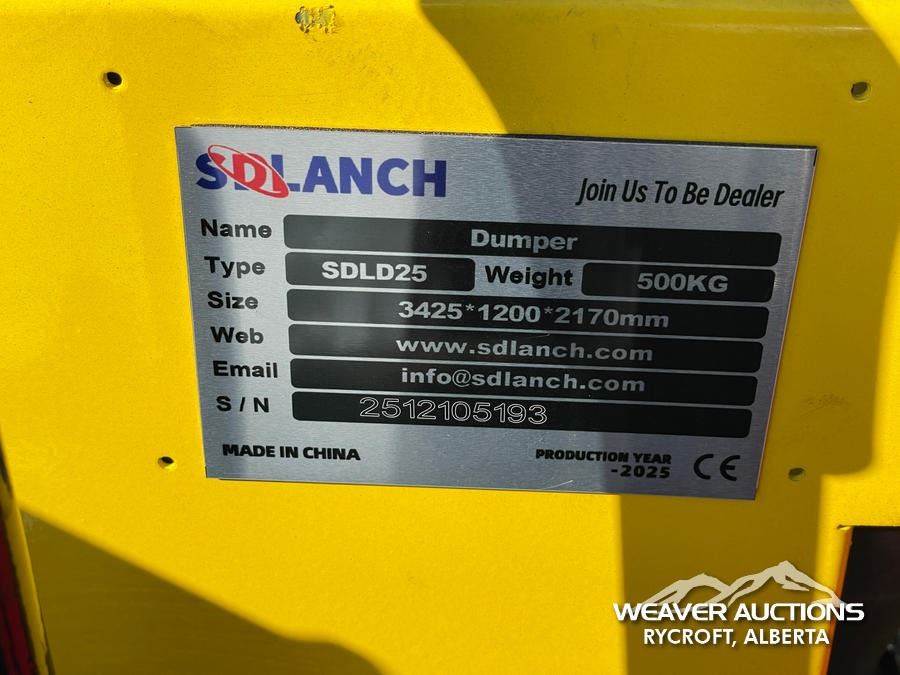 SDLANCH
Join Us To Be Dealer
Name Dumper
Type SDLD25 Weight 500KG
Size 3425*1200*2170mm
Web www.sdlanch.com
Email info@sdlanch.com
S / N 2512105193
MADE IN CHINA
PRODUCTION YEAR
-2025
CE
WEAVER AUCTIONS
RYCROFT, ALBERTA